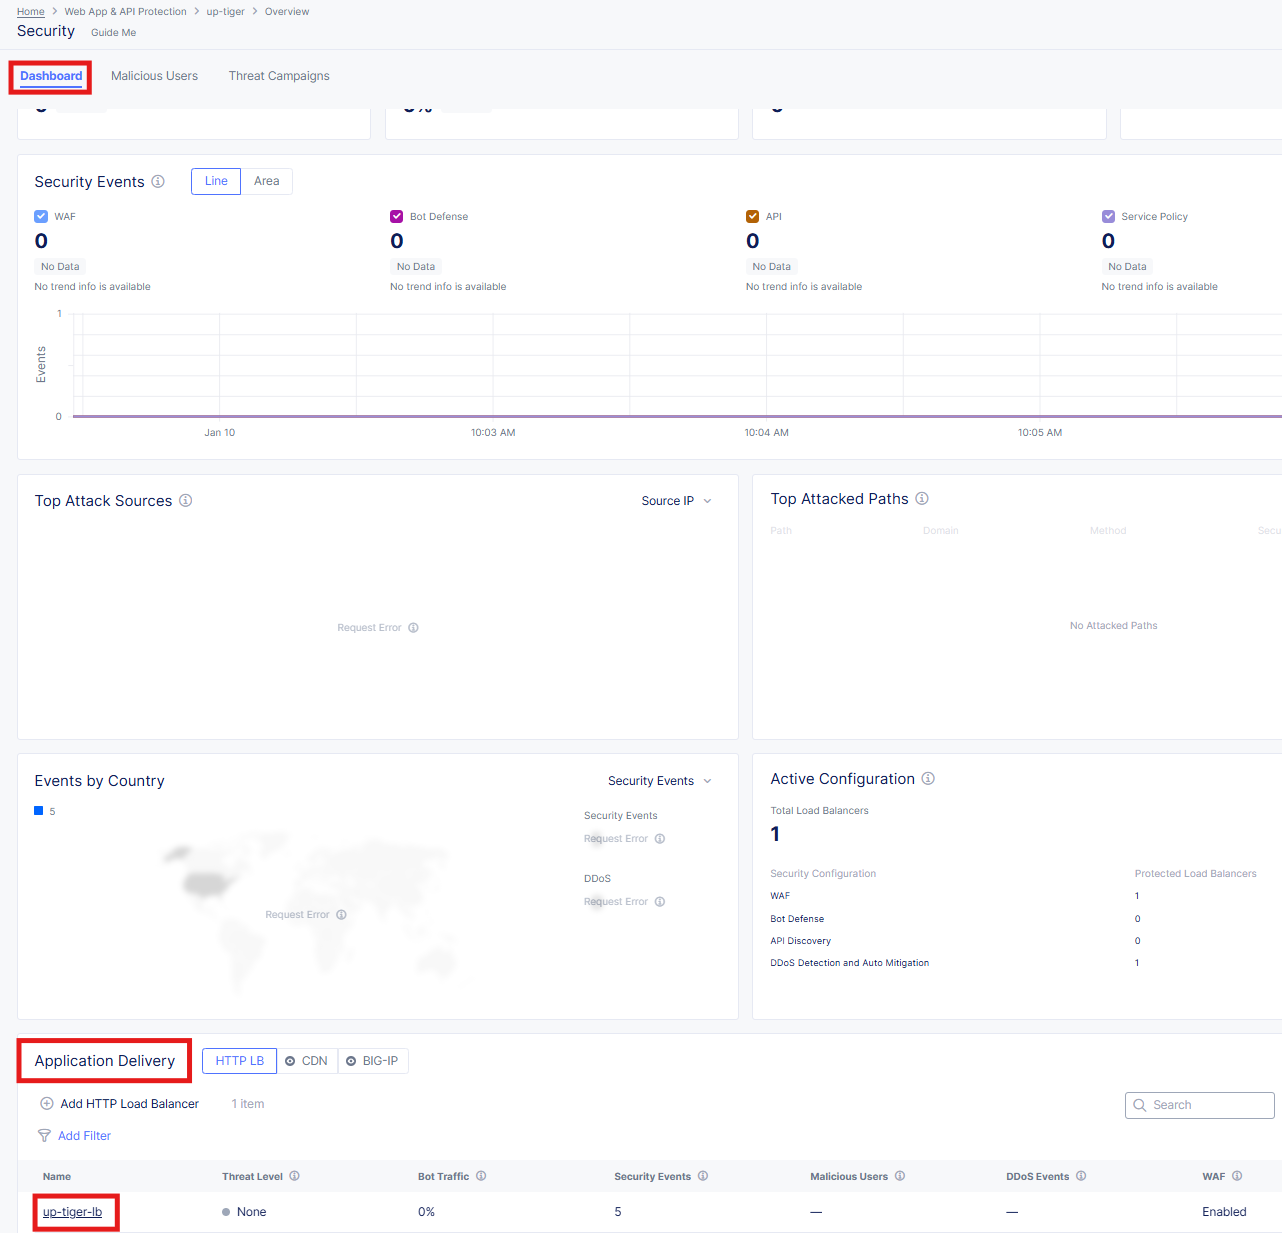 Home > Web App & API Protection > up-tiger > Overview
Security Guide Me
Dashboard Malicious Users Threat Campaigns
Security Events Line Area
WAF Bot Defense API Service Policy
0 0 0 0
No Data No Data No Data No Data
No trend info is available No trend info is available No trend info is available No trend info is available
1
Events
0
Jan 10 10:03 AM 10:04 AM 10:05 AM
Top Attack Sources Source IP
Request Error
Top Attacked Paths
Path Domain Method Secu
No Attacked Paths
Events by Country Security Events
5
Security Events
Request Error
DDoS
Request Error
Request Error
Active Configuration
Total Load Balancers
1
Security Configuration Protected Load Balancers
WAF 1
Bot Defense 0
API Discovery 0
DDoS Detection and Auto Mitigation 1
Application Delivery HTTP LB CDN BIG-IP
Add HTTP Load Balancer 1 item Search
Add Filter
Name Threat Level Bot Traffic Security Events Malicious Users DDoS Events WAF
up-tiger-lb None 0% 5 — — Enabled